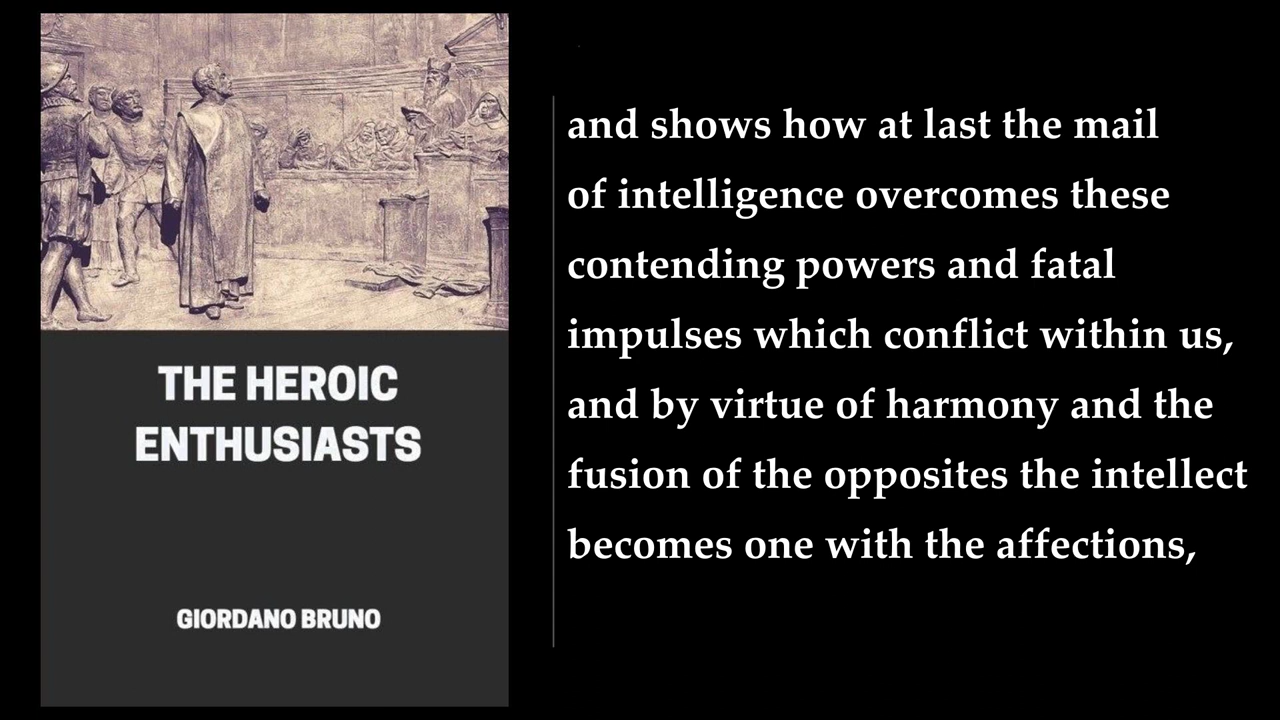 THE HEROIC
ENTHUSIASTS
GIORDANO BRUNO
and shows how at last the mail
of intelligence overcomes these
contending powers and fatal
impulses which conflict within us,
and by virtue of harmony and the
fusion of the opposites the intellect
becomes one with the affections,